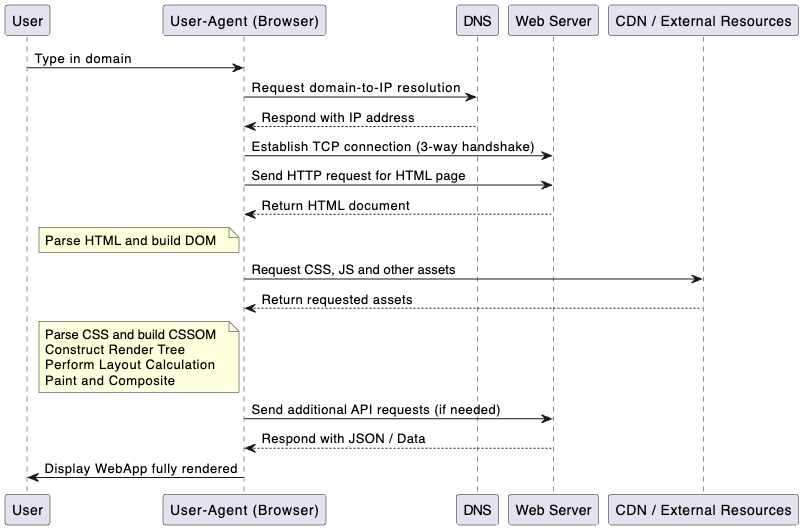 User
User-Agent (Browser)
DNS
Web Server
CDN / External Resources
Type in domain
Request domain-to-IP resolution
Respond with IP address
Establish TCP connection (3-way handshake)
Send HTTP request for HTML page
Return HTML document
Parse HTML and build DOM
Request CSS, JS and other assets
Return requested assets
Parse CSS and build CSSOM
Construct Render Tree
Perform Layout Calculation
Paint and Composite
Send additional API requests (if needed)
Respond with JSON / Data
Display WebApp fully rendered
User
User-Agent (Browser)
DNS
Web Server
CDN / External Resources